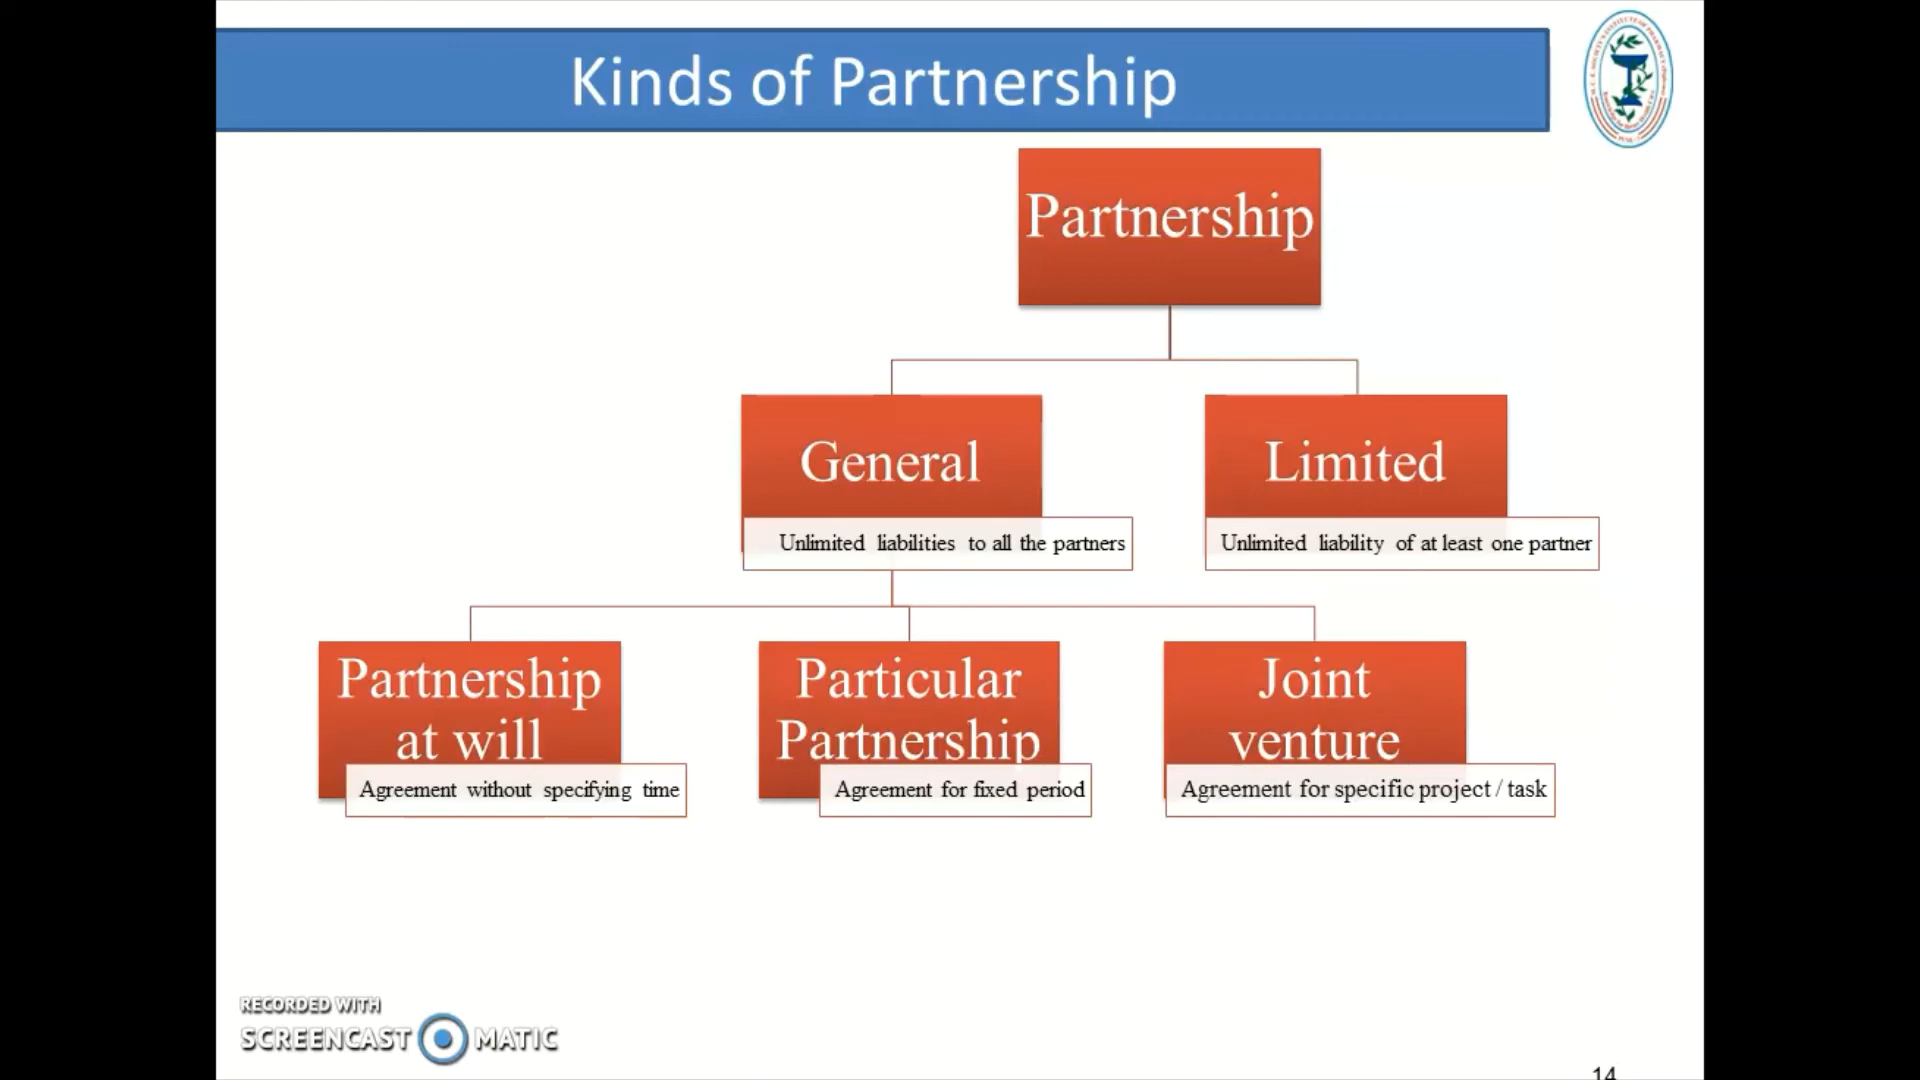 Kinds of Partnership
Partnership
General
Limited
Unlimited liabilities to all the partners
Unlimited liability of at least one partner
Partnership
at will
Particular
Partnership
Joint
venture
Agreement without specifying time
Agreement for fixed period
Agreement for specific project / task
RECORDED WITH
SCREENCAST MATIC
14